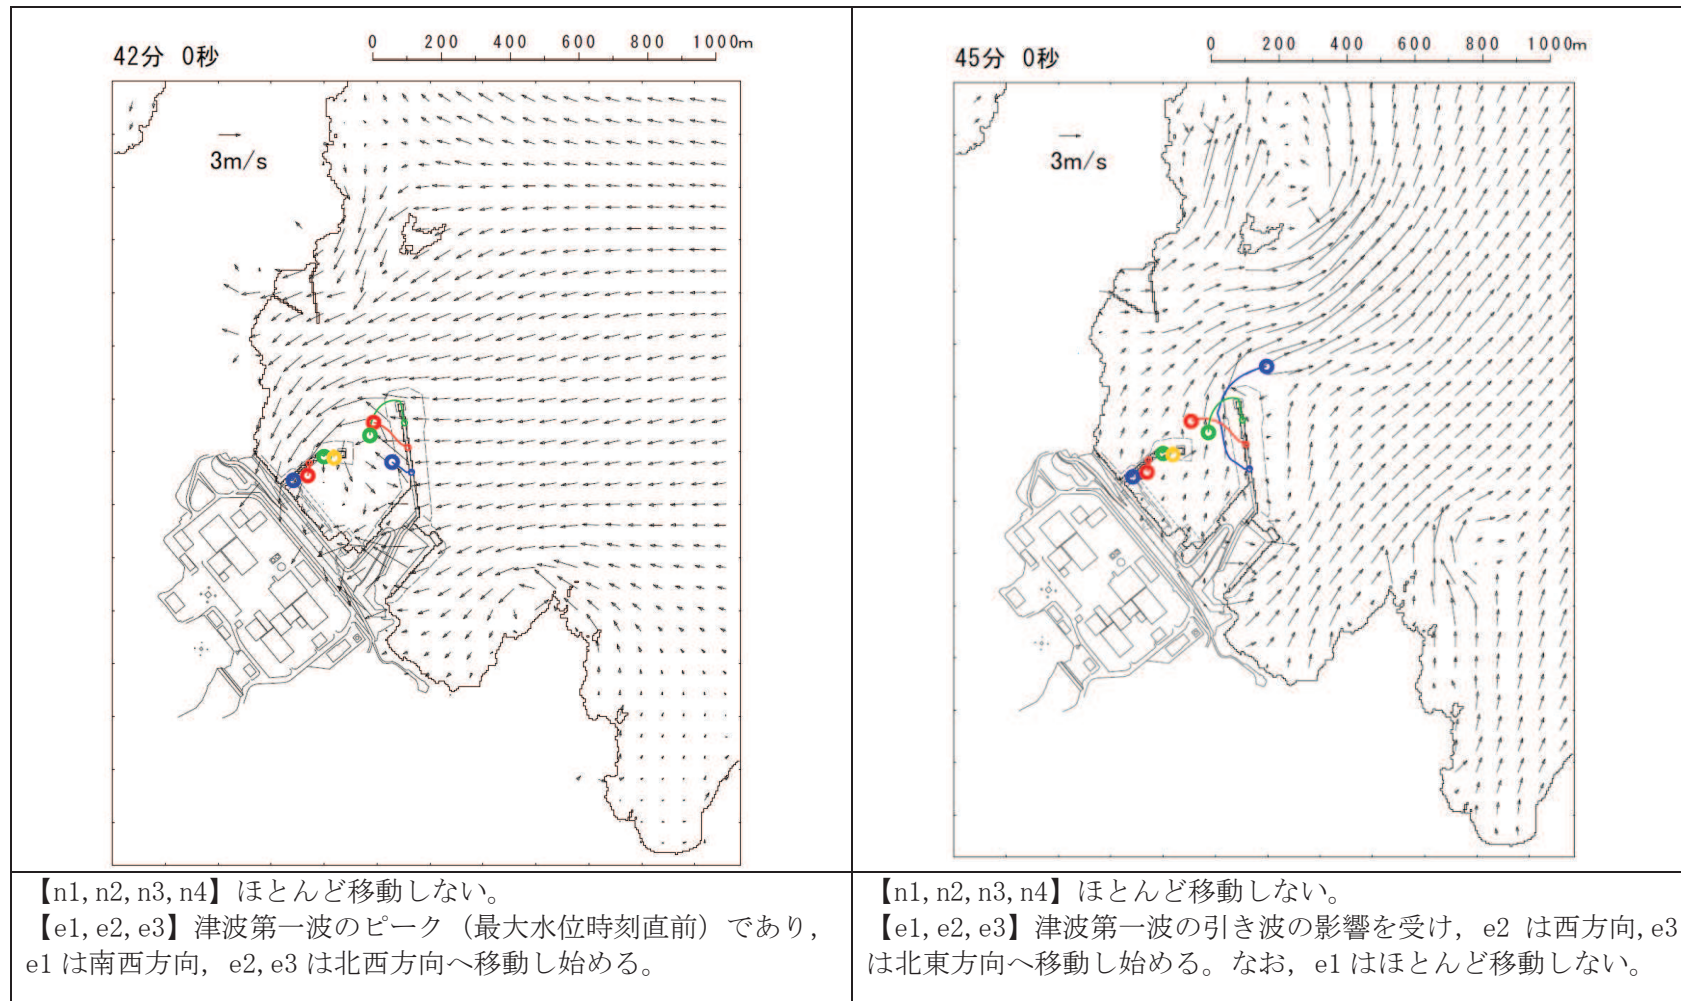 42分 0秒
0 200 400 600 800 1000m
3m/s
【n1,n2,n3,n4】ほとんど移動しない。
【e1,e2,e3】津波第一波のピーク（最大水位時刻直前）であり，
e1は南西方向，e2,e3は北西方向へ移動し始める。
45分 0秒
0 200 400 600 800 1000m
3m/s
【n1,n2,n3,n4】ほとんど移動しない。
【e1,e2,e3】津波第一波の引き波の影響を受け，e2 は西方向,e3
は北東方向へ移動し始める。なお，e1はほとんど移動しない。